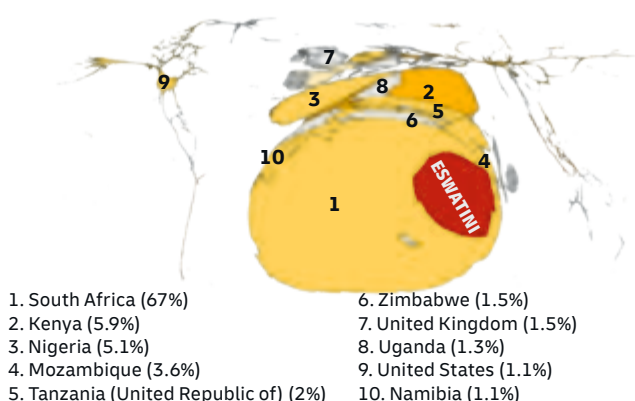 7
9
8
2
3
5
6
10
4
ESWATINI
1
1. South Africa (67%)
2. Kenya (5.9%)
3. Nigeria (5.1%)
4. Mozambique (3.6%)
5. Tanzania (United Republic of) (2%)
6. Zimbabwe (1.5%)
7. United Kingdom (1.5%)
8. Uganda (1.3%)
9. United States (1.1%)
10. Namibia (1.1%)